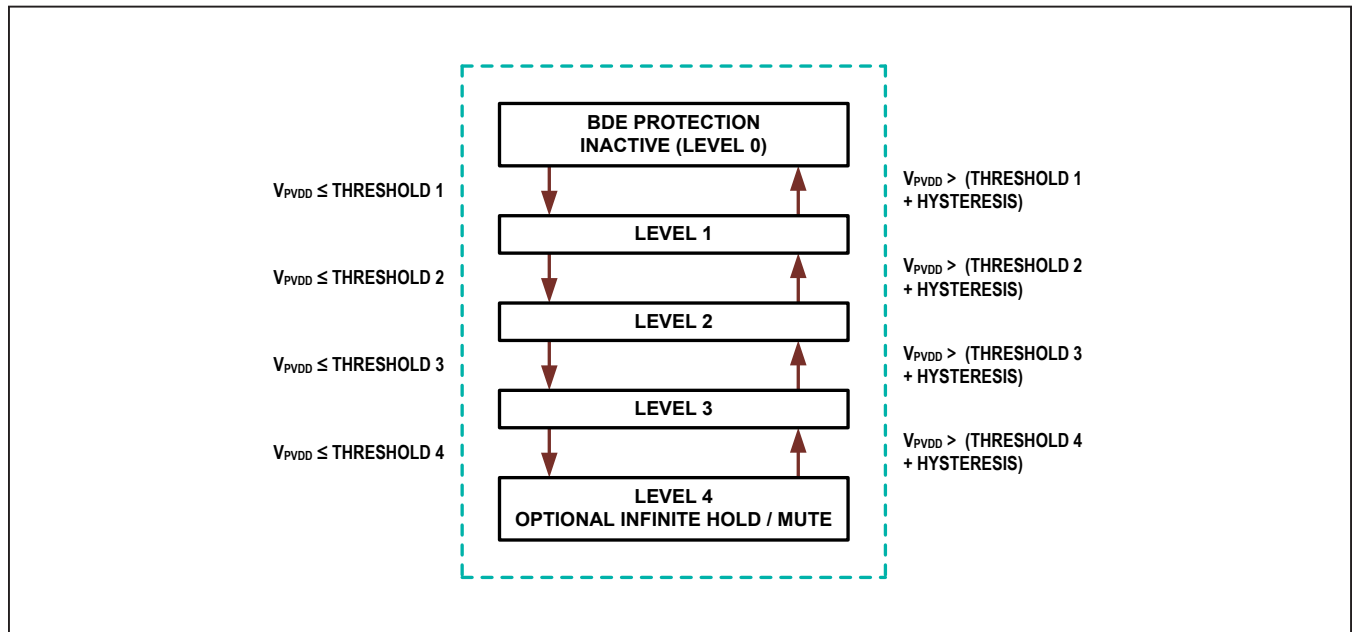 BDE PROTECTION
INACTIVE (LEVEL 0)
VPVDD ≤ THRESHOLD 1
VPVDD > (THRESHOLD 1
+ HYSTERESIS)
LEVEL 1
VPVDD ≤ THRESHOLD 2
VPVDD > (THRESHOLD 2
+ HYSTERESIS)
LEVEL 2
VPVDD ≤ THRESHOLD 3
VPVDD > (THRESHOLD 3
+ HYSTERESIS)
LEVEL 3
VPVDD ≤ THRESHOLD 4
VPVDD > (THRESHOLD 4
+ HYSTERESIS)
LEVEL 4
OPTIONAL INFINITE HOLD / MUTE